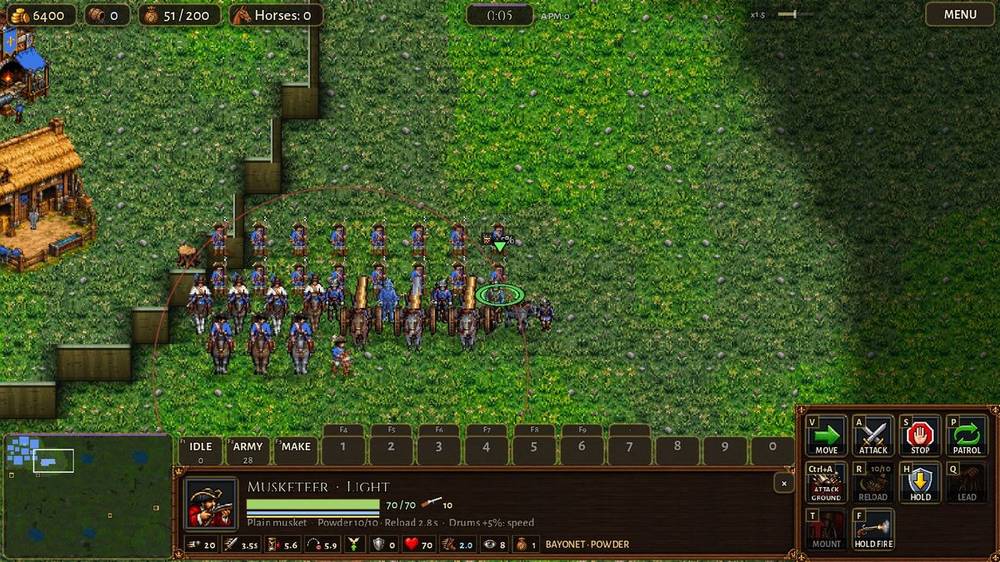 6400 0 51 / 200 Horses: 0 0:05 APM: 0 x1.5 MENU
F4 F5 F6 F7 F8 F9
IDLE 0 ARMY 28 MAKE 1 2 3 4 5 6 7 8 9 0
MUSKETEER · LIGHT
70/70 10
Plain musket · Powder 10/10 · Reload 2.8 s · Drums +5%: speed
20 3.5s 5.6 5.9 0 70 2.0 8 1 BAYONET · POWDER
×
V MOVE A ATTACK S STOP P PATROL
Ctrl+A ATTACK GROUND R 10/10 RELOAD H HOLD Q LEAD
T MOUNT F HOLD FIRE